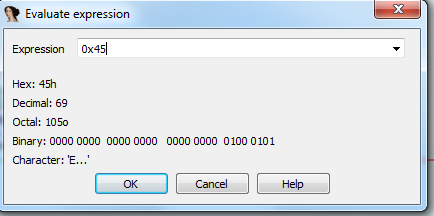 Evaluate expression
Expression 0x45
Hex: 45h
Decimal: 69
Octal: 105o
Binary: 0000 0000 0000 0000 0000 0000 0100 0101
Character: 'E...'
OK Cancel Help